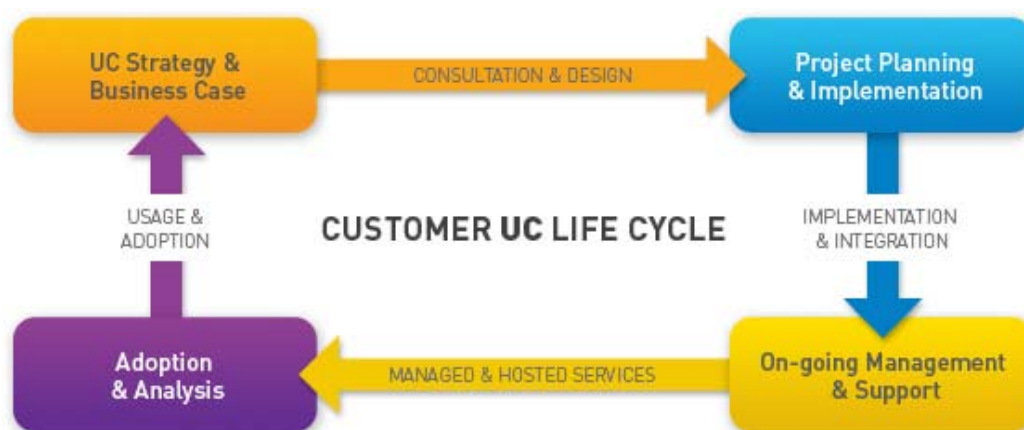 UC Strategy &
Business Case
CONSULTATION & DESIGN
Project Planning
& Implementation
USAGE &
ADOPTION
CUSTOMER UC LIFE CYCLE
IMPLEMENTATION
& INTEGRATION
Adoption
& Analysis
MANAGED & HOSTED SERVICES
On-going Management
& Support